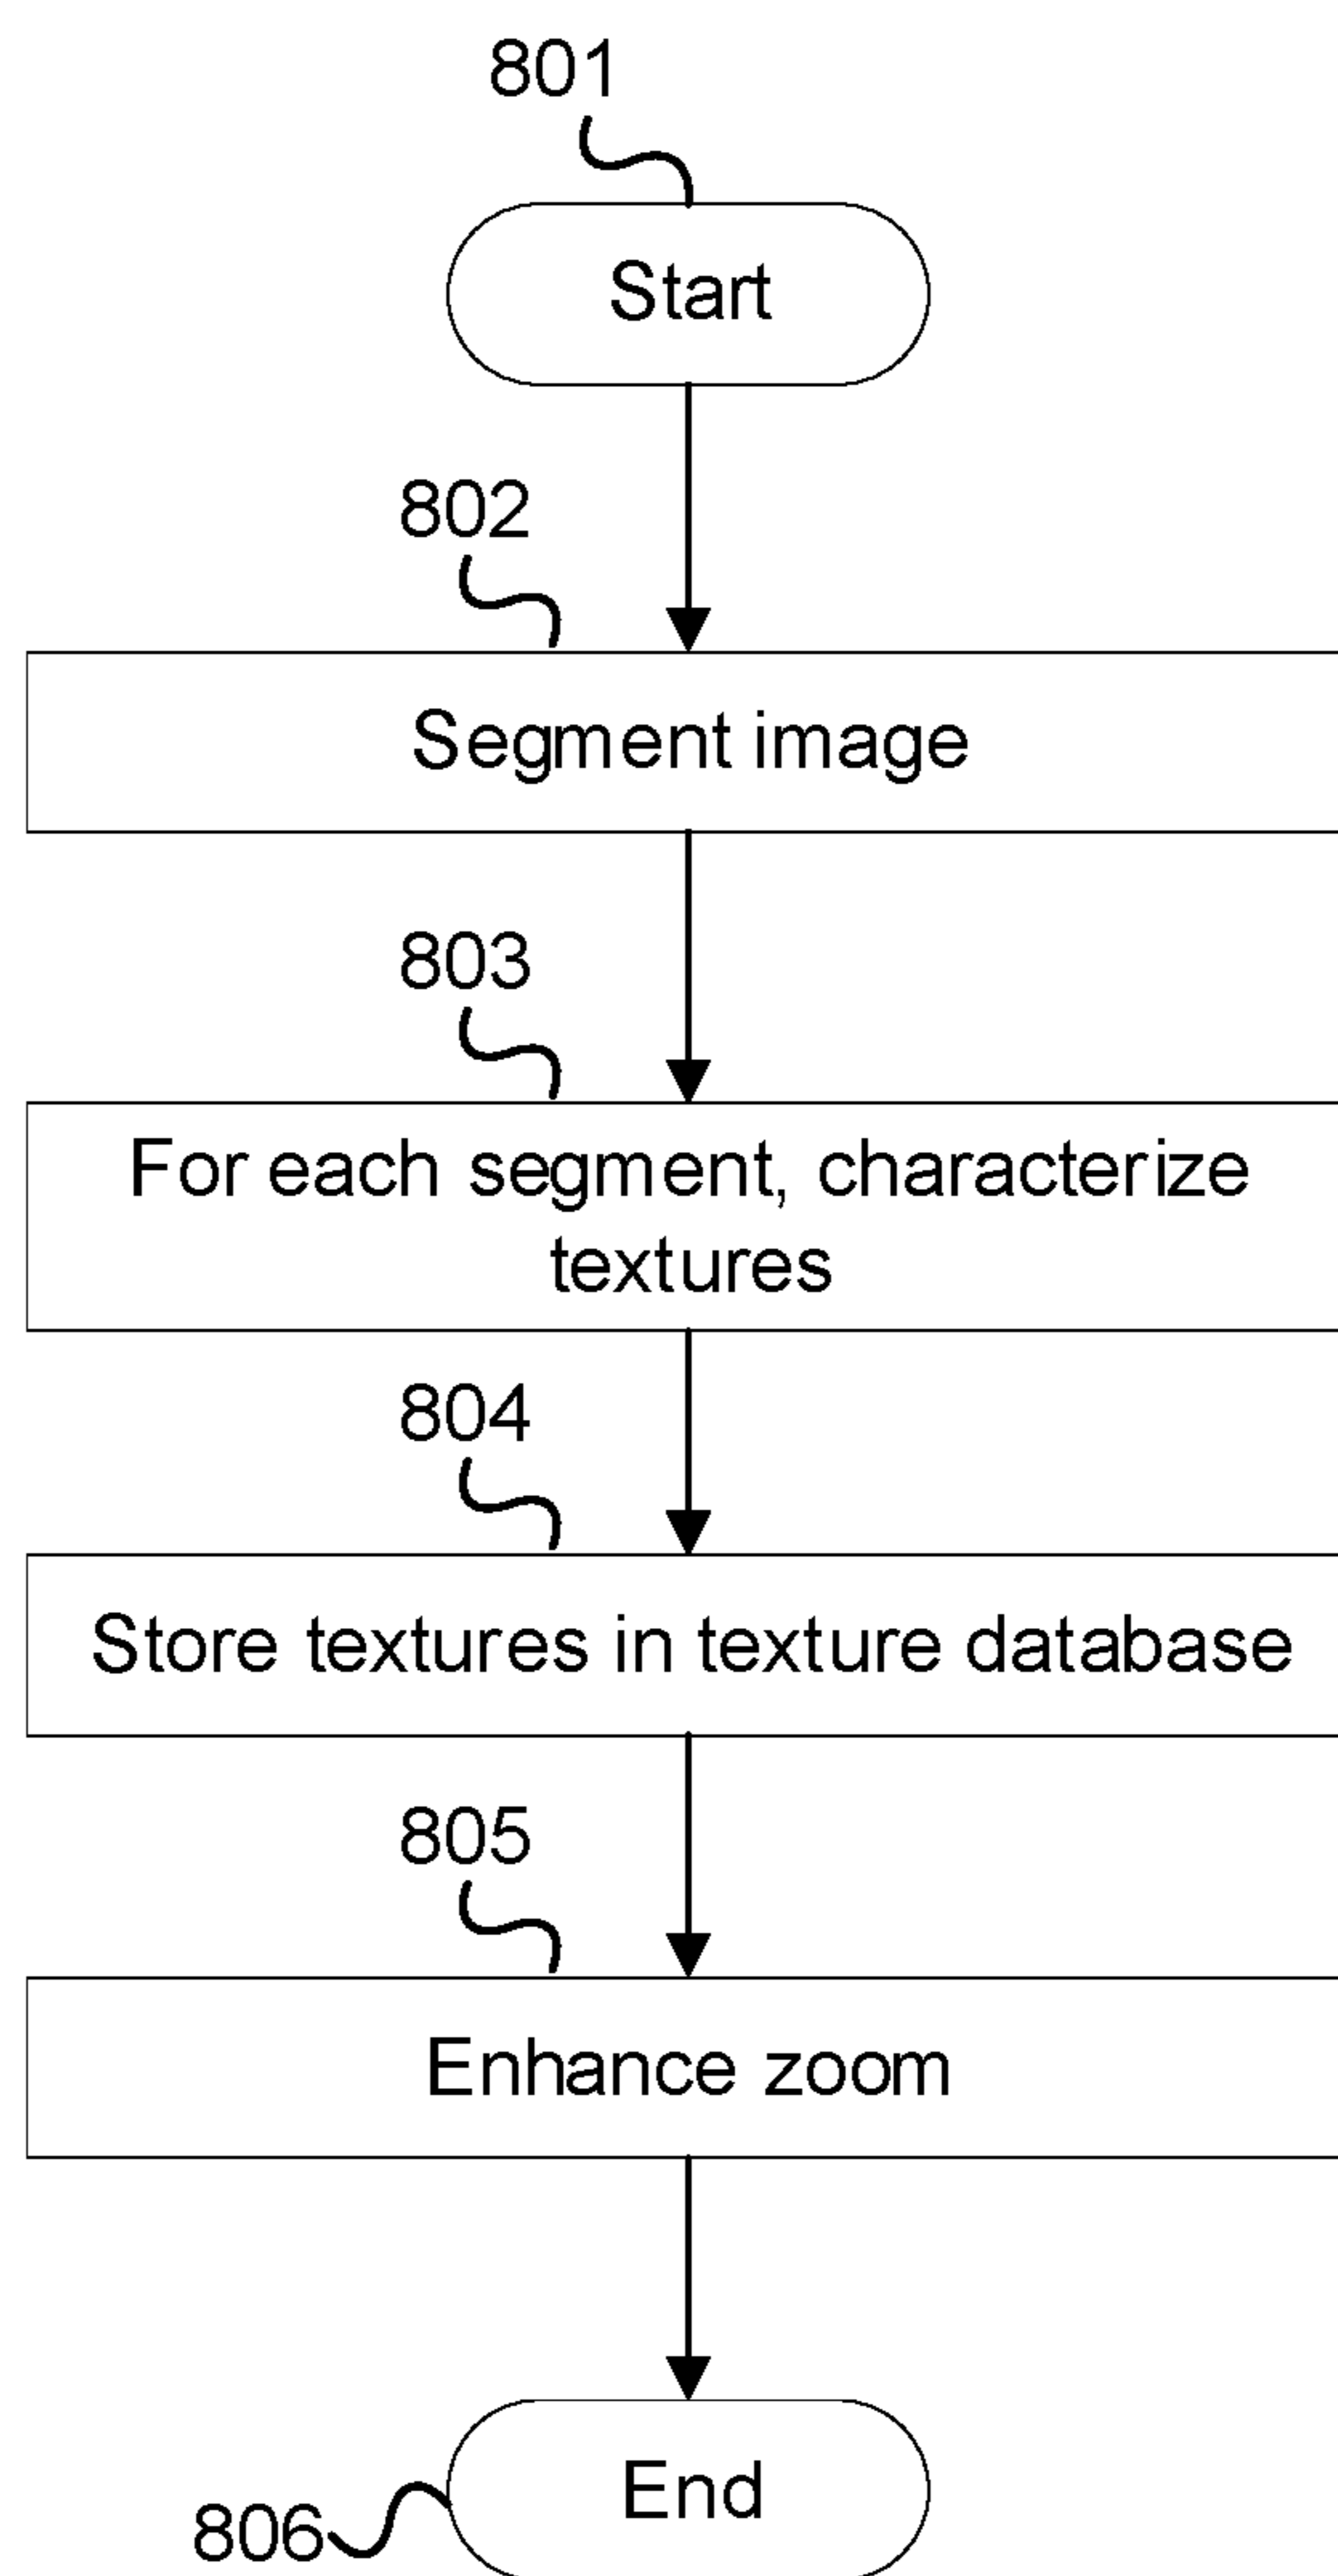 801
Start
802
Segment image
803
For each segment, characterize
textures
804
Store textures in texture database
805
Enhance zoom
End
806